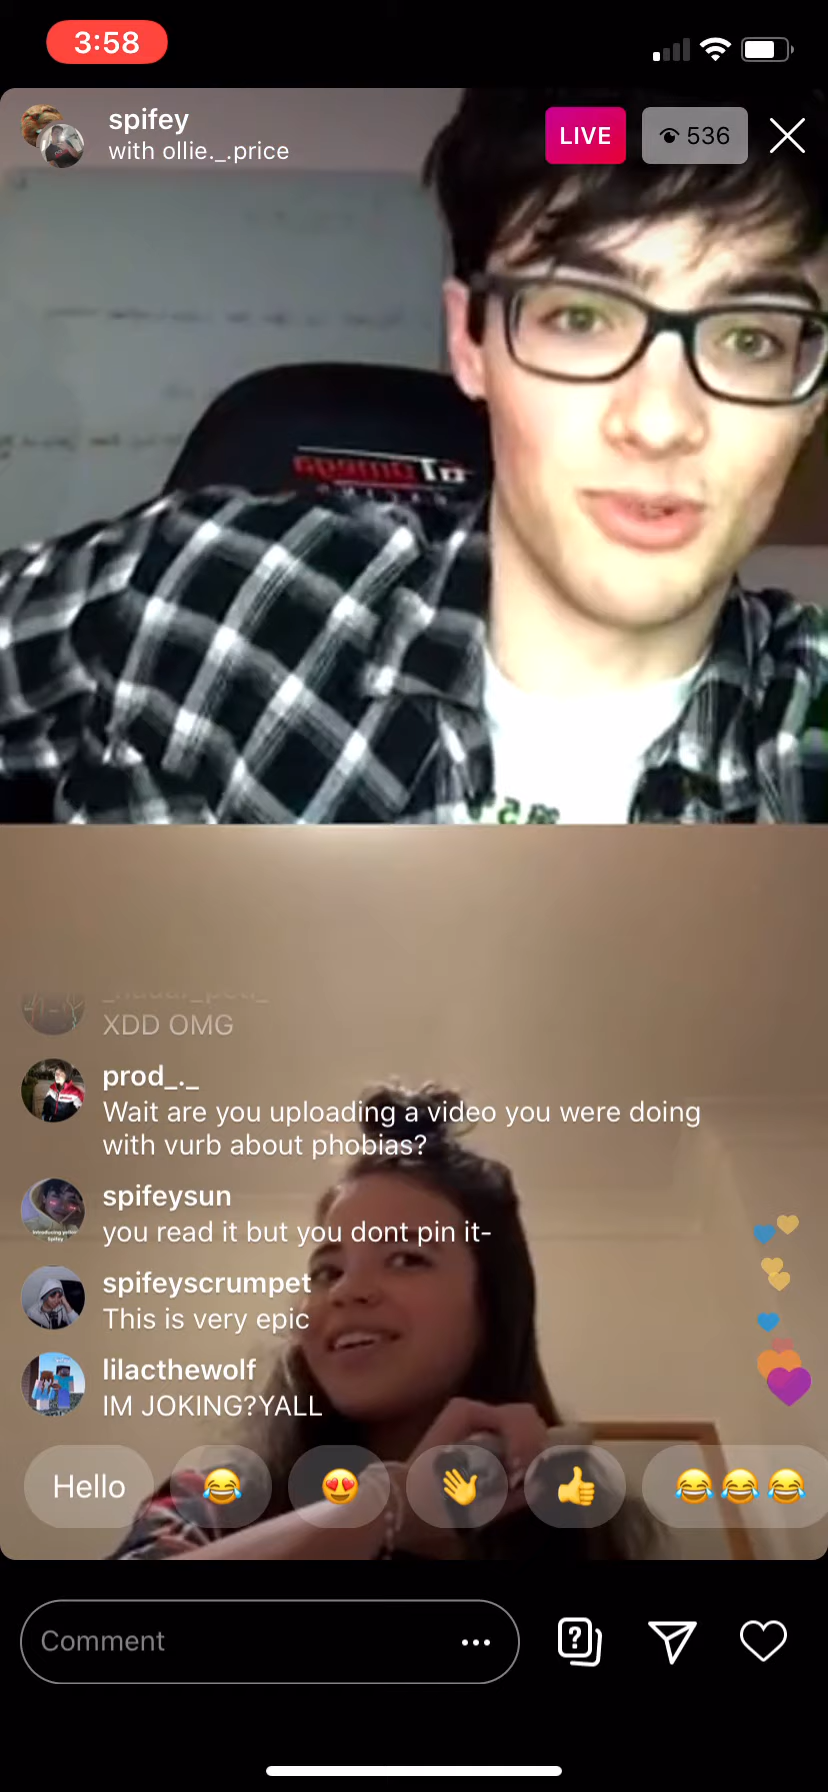 3:58
spifey
with ollie._.price
LIVE
536
XDD OMG
prod_._
Wait are you uploading a video you were doing
with vurb about phobias?
spifeysun
you read it but you dont pin it-
spifeyscrumpet
This is very epic
lilacthewolf
IM JOKING?YALL
Hello
Comment